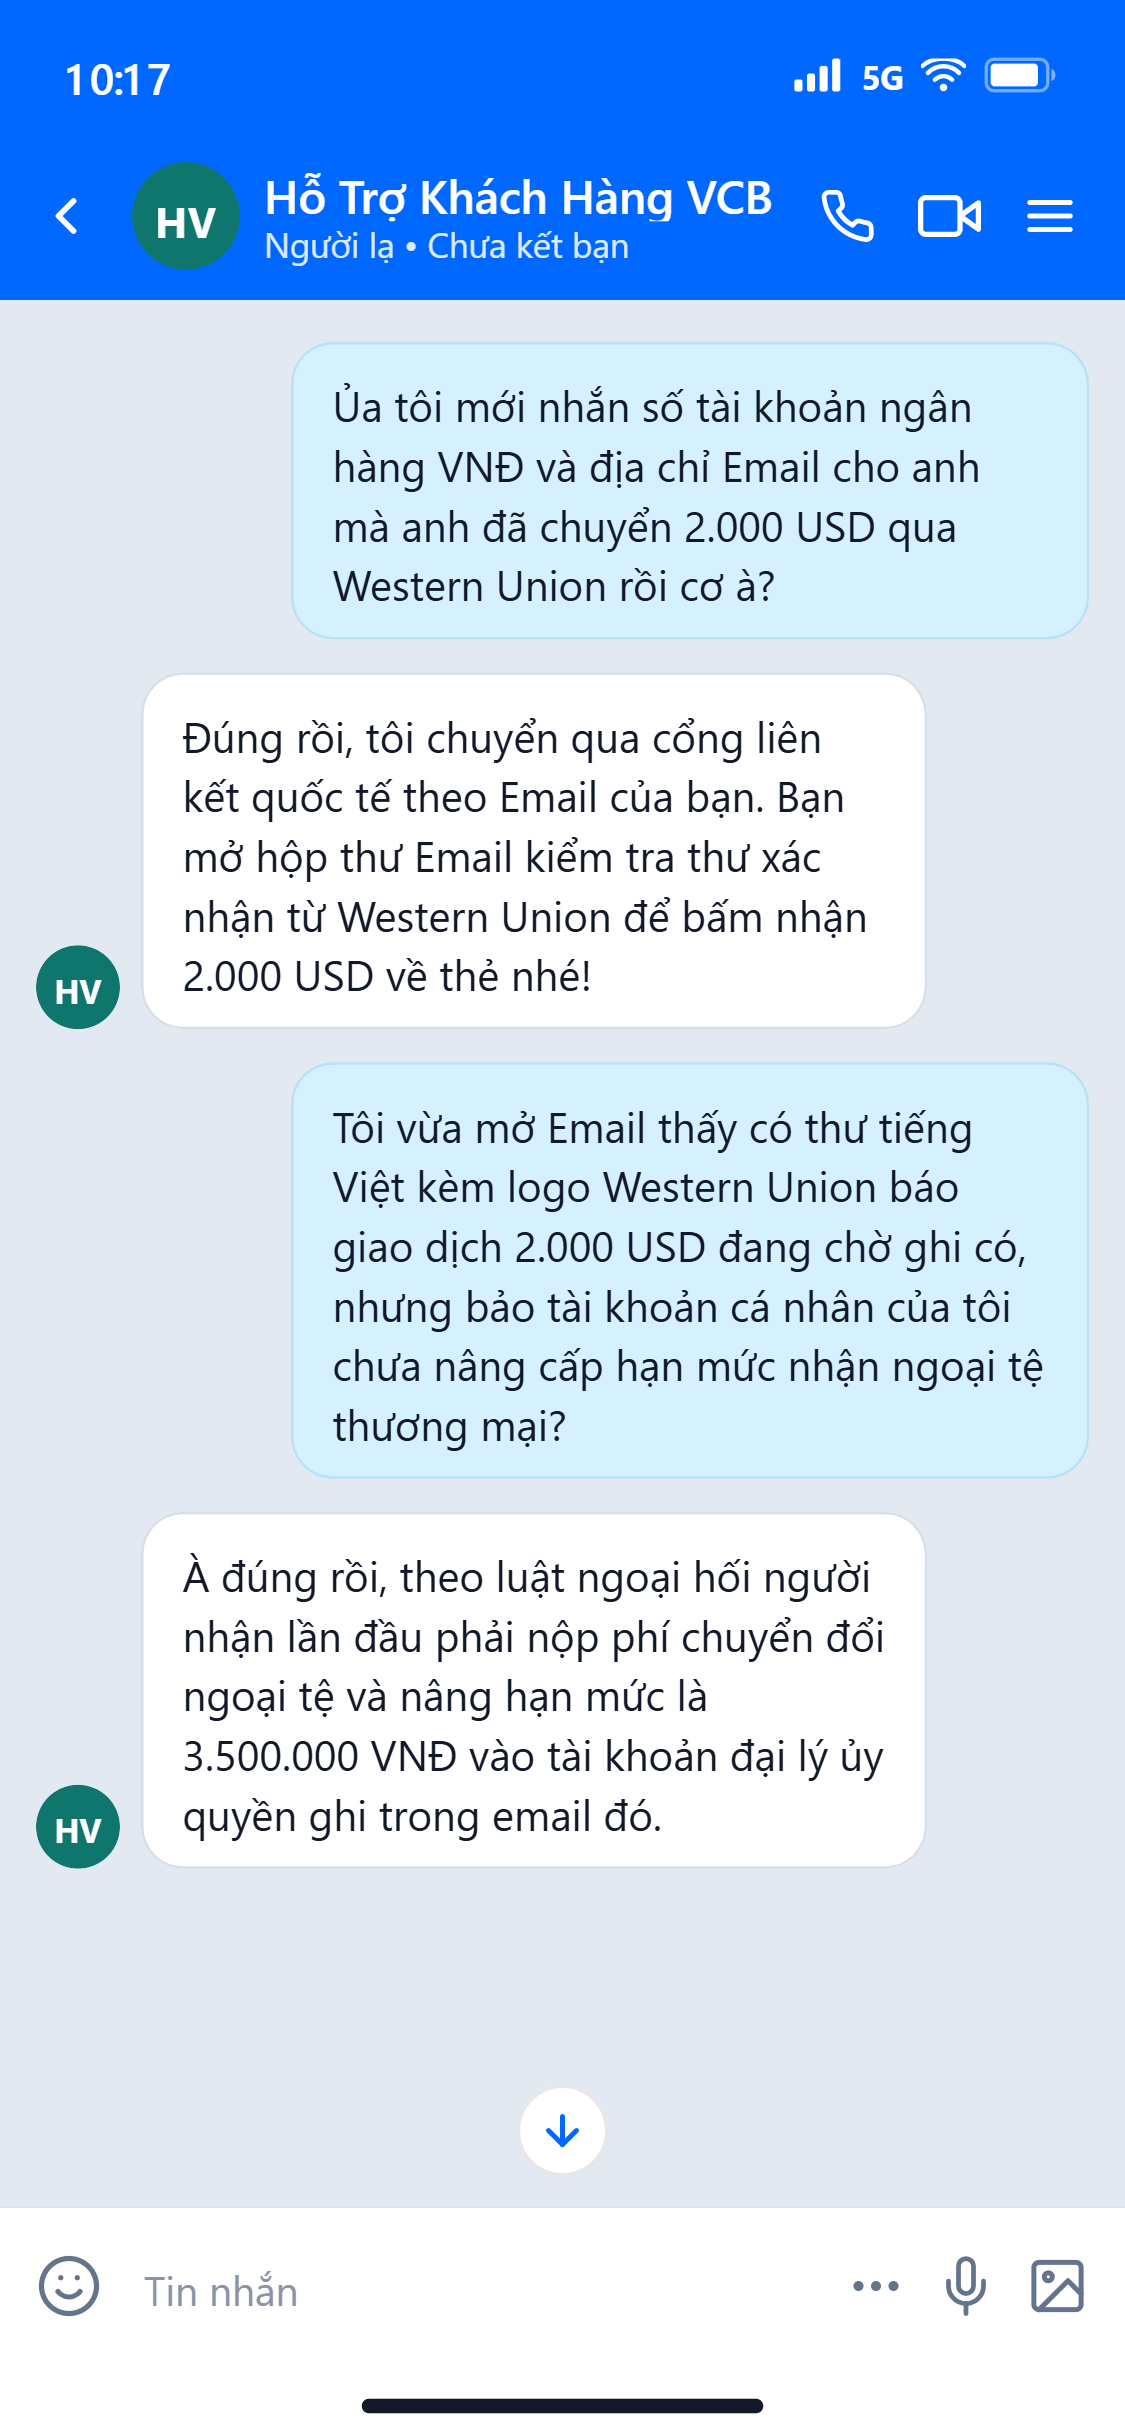 10:17
5G
HV
Hỗ Trợ Khách Hàng VCB
Người lạ • Chưa kết bạn
Ủa tôi mới nhắn số tài khoản ngân
hàng VNĐ và địa chỉ Email cho anh
mà anh đã chuyển 2.000 USD qua
Western Union rồi cơ à?
Đúng rồi, tôi chuyển qua cổng liên
kết quốc tế theo Email của bạn. Bạn
mở hộp thư Email kiểm tra thư xác
nhận từ Western Union để bấm nhận
2.000 USD về thẻ nhé!
HV
Tôi vừa mở Email thấy có thư tiếng
Việt kèm logo Western Union báo
giao dịch 2.000 USD đang chờ ghi có,
nhưng bảo tài khoản cá nhân của tôi
chưa nâng cấp hạn mức nhận ngoại tệ
thương mại?
À đúng rồi, theo luật ngoại hối người
nhận lần đầu phải nộp phí chuyển đổi
ngoại tệ và nâng hạn mức là
3.500.000 VNĐ vào tài khoản đại lý ủy
quyền ghi trong email đó.
HV
Tin nhắn